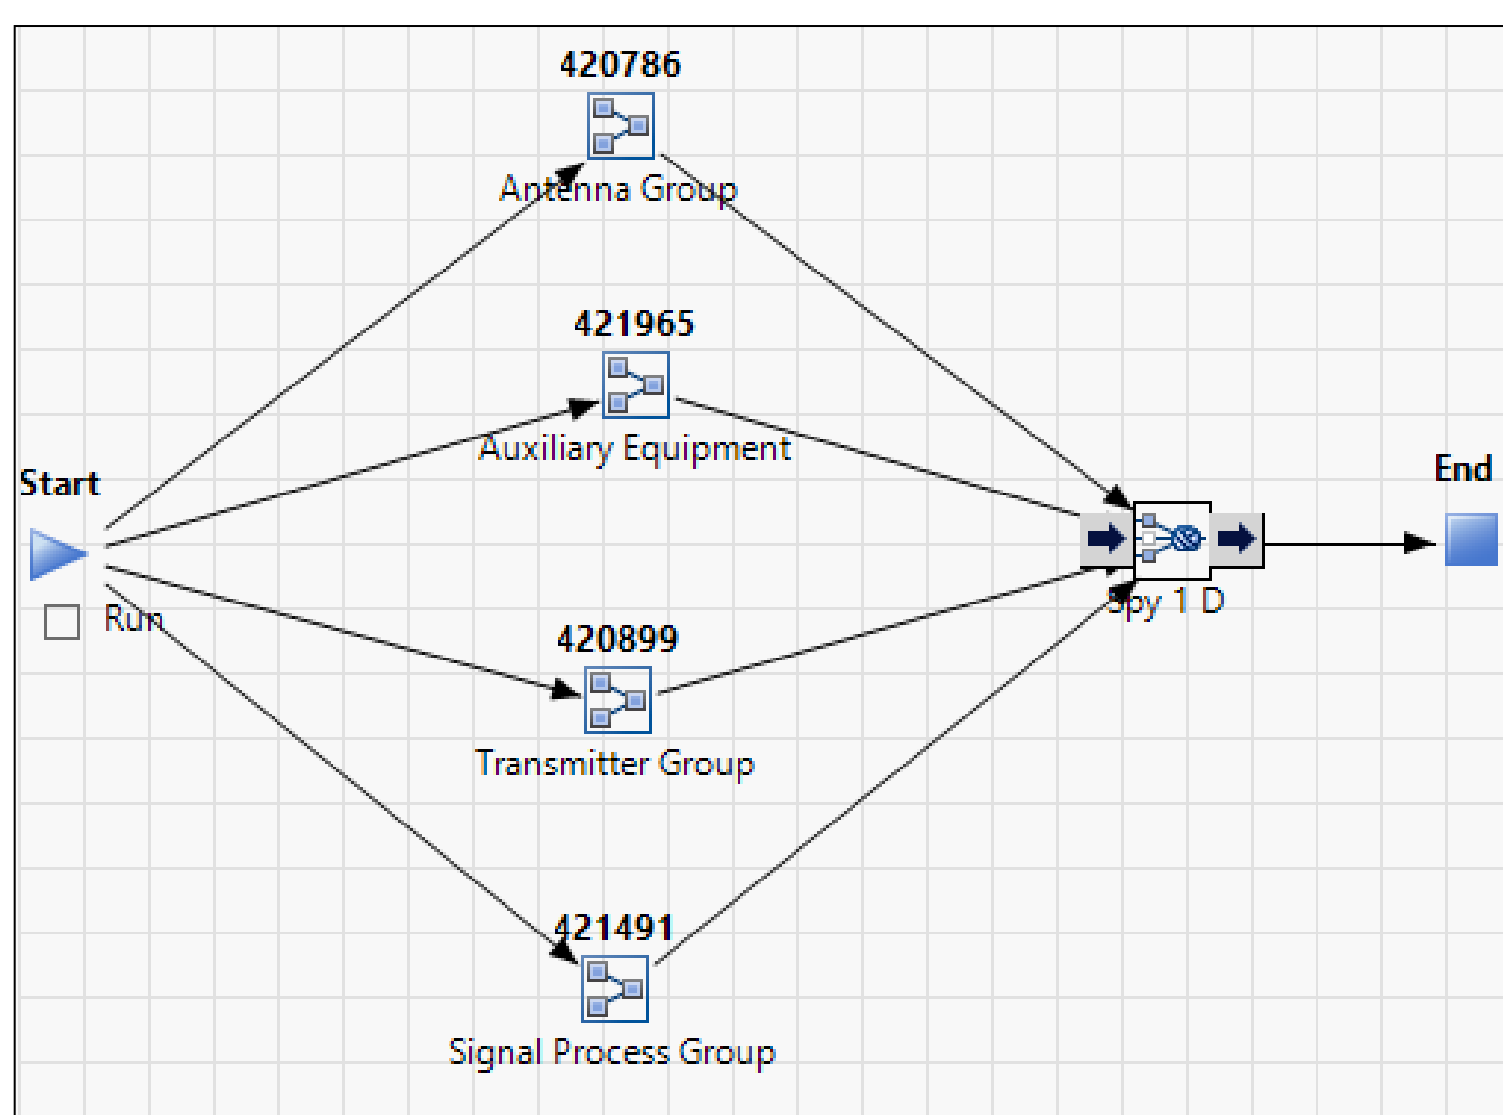 420786
Antenna Group
421965
Auxiliary Equipment
Start
End
Run
Spy 1 D
420899
Transmitter Group
421491
Signal Process Group